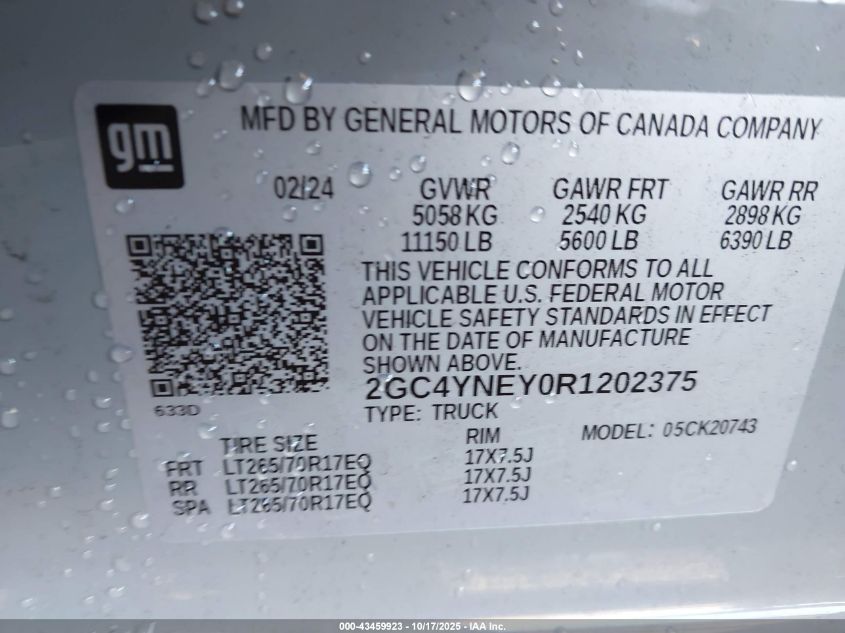 gm
MFD BY GENERAL MOTORS OF CANADA COMPANY
02/24 GVWR GAWR FRT GAWR RR
5058 KG 2540 KG 2898 KG
11150 LB 5600 LB 6390 LB
THIS VEHICLE CONFORMS TO ALL
APPLICABLE U.S. FEDERAL MOTOR
VEHICLE SAFETY STANDARDS IN EFFECT
ON THE DATE OF MANUFACTURE
SHOWN ABOVE.
2GC4YNEY0R1202375
633D
TYPE: TRUCK
MODEL: 05CK20743
TIRE SIZE RIM
FRT LT265/70R17EQ 17X7.5J
RR LT265/70R17EQ 17X7.5J
SPA LT265/70R17EQ 17X7.5J
000-43459923 - 10/17/2025 - IAA Inc.